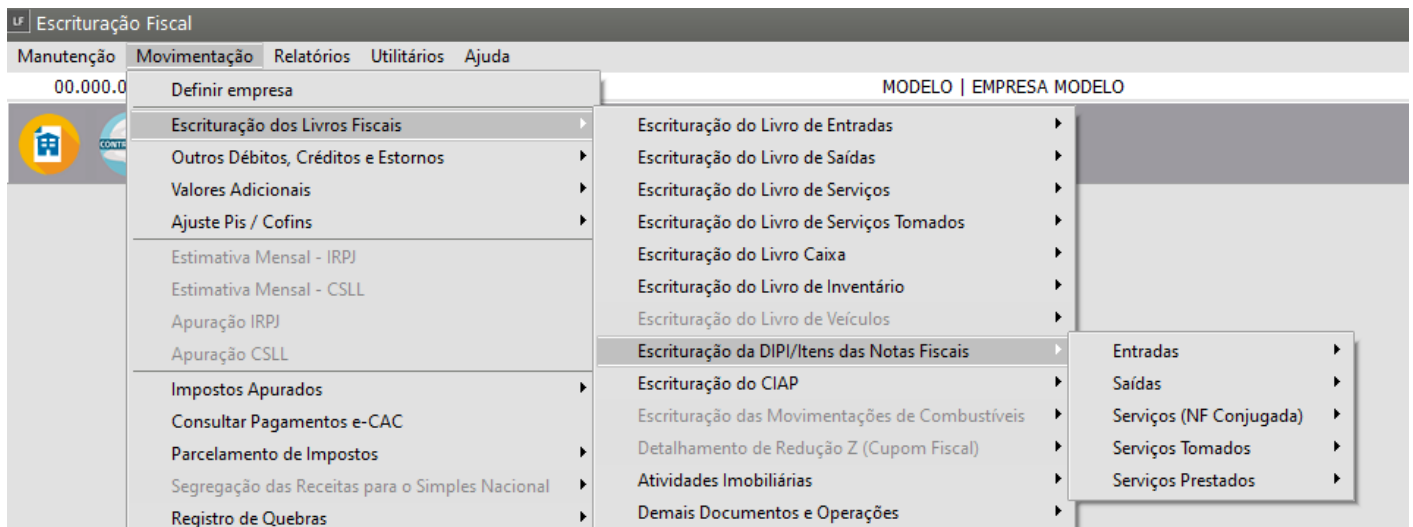 LF Escrituração Fiscal
Manutenção Movimentação Relatórios Utilitários Ajuda
00.000.0
MODELO | EMPRESA MODELO
Definir empresa
Escrituração dos Livros Fiscais
Outros Débitos, Créditos e Estornos
Valores Adicionais
Ajuste Pis / Cofins
Estimativa Mensal - IRPJ
Estimativa Mensal - CSLL
Apuração IRPJ
Apuração CSLL
Impostos Apurados
Consultar Pagamentos e-CAC
Parcelamento de Impostos
Segregação das Receitas para o Simples Nacional
Registro de Quebras
Escrituração do Livro de Entradas
Escrituração do Livro de Saídas
Escrituração do Livro de Serviços
Escrituração do Livro de Serviços Tomados
Escrituração do Livro Caixa
Escrituração do Livro de Inventário
Escrituração do Livro de Veículos
Escrituração da DIPI/Itens das Notas Fiscais
Escrituração do CIAP
Escrituração das Movimentações de Combustíveis
Detalhamento de Redução Z (Cupom Fiscal)
Atividades Imobiliárias
Demais Documentos e Operações
Entradas
Saídas
Serviços (NF Conjugada)
Serviços Tomados
Serviços Prestados